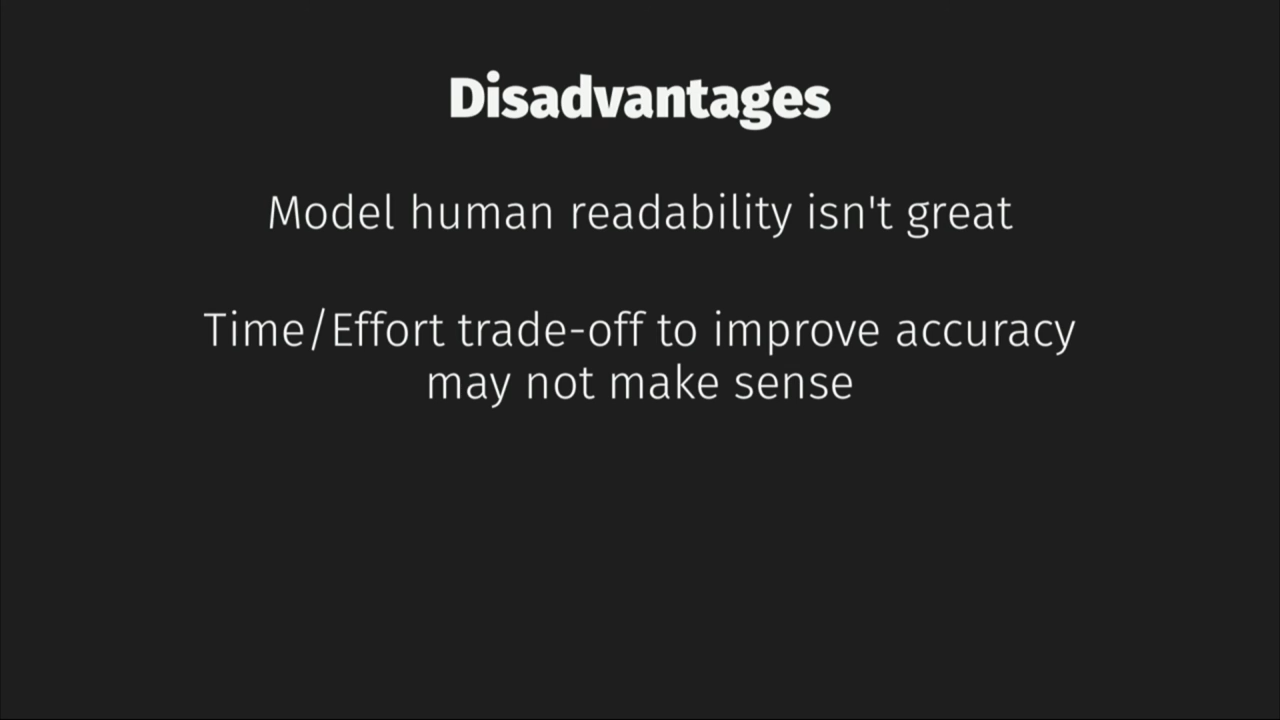 Disadvantages
Model human readability isn't great
Time/Effort trade-off to improve accuracy
may not make sense